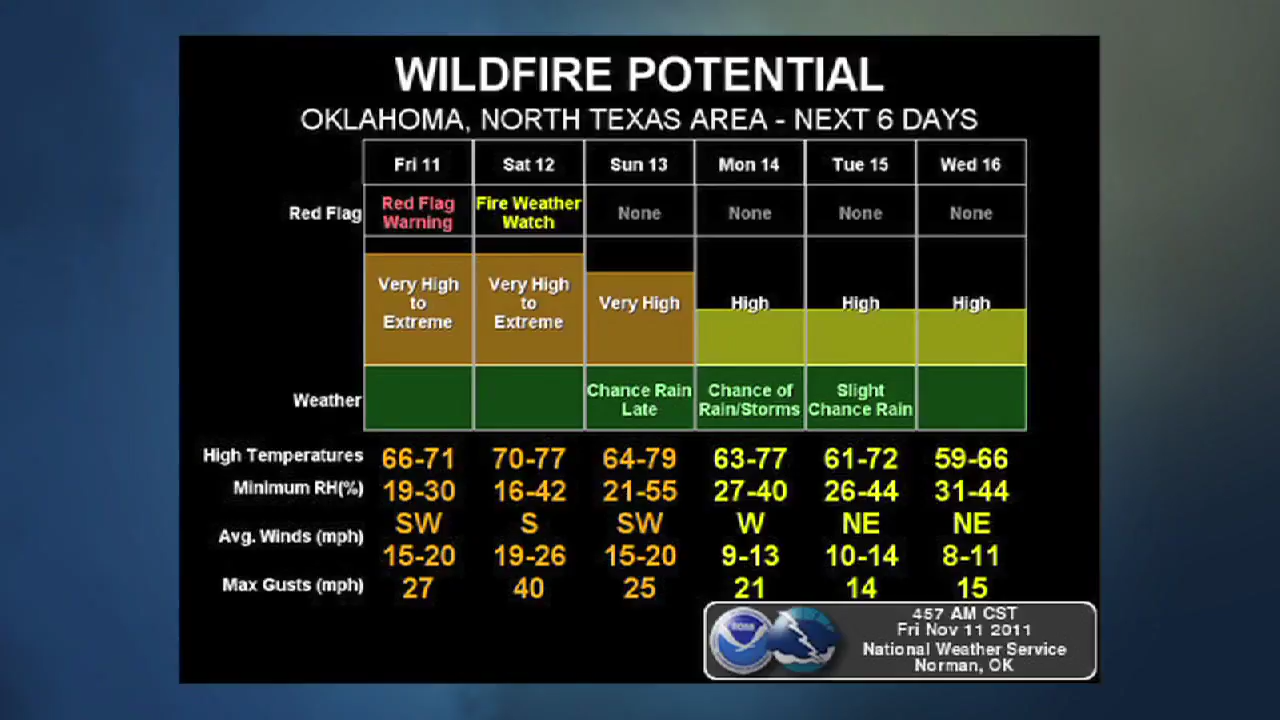 WILDFIRE POTENTIAL
OKLAHOMA, NORTH TEXAS AREA - NEXT 6 DAYS
Fri 11 Sat 12 Sun 13 Mon 14 Tue 15 Wed 16
Red Flag Red Flag Warning Fire Weather Watch None None None None
Very High to Extreme Very High to Extreme Very High High High High
Weather Chance Rain Late Chance of Rain/Storms Slight Chance Rain
High Temperatures 66-71 70-77 64-79 63-77 61-72 59-66
Minimum RH(%) 19-30 16-42 21-55 27-40 26-44 31-44
Avg. Winds (mph) SW S SW W NE NE
15-20 19-26 15-20 9-13 10-14 8-11
Max Gusts (mph) 27 40 25 21 14 15
457 AM CST
Fri Nov 11 2011
National Weather Service
Norman, OK